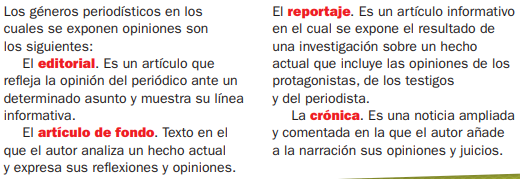 Los géneros periodísticos en los
cuales se exponen opiniones son
los siguientes:
El editorial. Es un artículo que
refleja la opinión del periódico ante un
determinado asunto y muestra su línea
informativa.
El artículo de fondo. Texto en el
que el autor analiza un hecho actual
y expresa sus reflexiones y opiniones.
El reportaje. Es un artículo informativo
en el cual se expone el resultado de
una investigación sobre un hecho
actual que incluye las opiniones de los
protagonistas, de los testigos
y del periodista.
La crónica. Es una noticia ampliada
y comentada en la que el autor añade
a la narración sus opiniones y juicios.